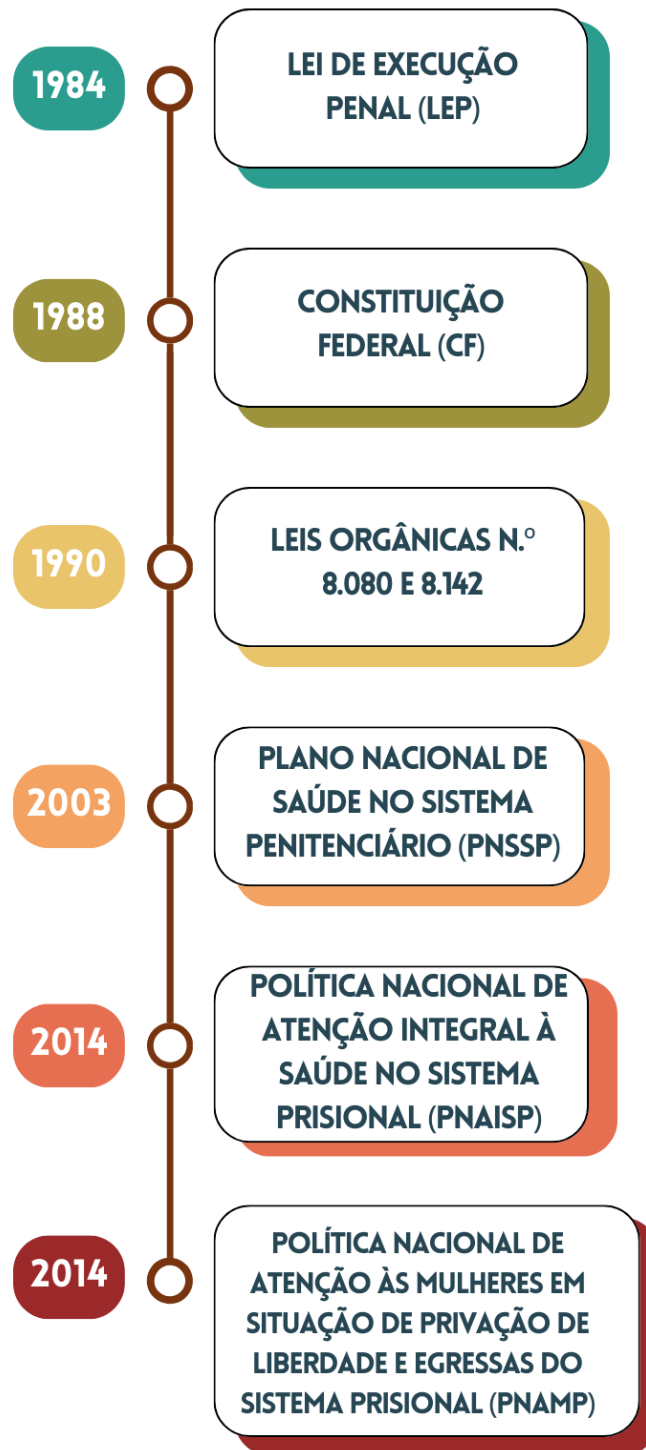 1984
LEI DE EXECUÇÃO
PENAL (LEP)
1988
CONSTITUIÇÃO
FEDERAL (CF)
1990
LEIS ORGÂNICAS N.º
8.080 E 8.142
2003
PLANO NACIONAL DE
SAÚDE NO SISTEMA
PENITENCIÁRIO (PNSSP)
2014
POLÍTICA NACIONAL DE
ATENÇÃO INTEGRAL À
SAÚDE NO SISTEMA
PRISIONAL (PNAISP)
2014
POLÍTICA NACIONAL DE
ATENÇÃO ÀS MULHERES EM
SITUAÇÃO DE PRIVAÇÃO DE
LIBERDADE E EGRESSAS DO
SISTEMA PRISIONAL (PNAMP)